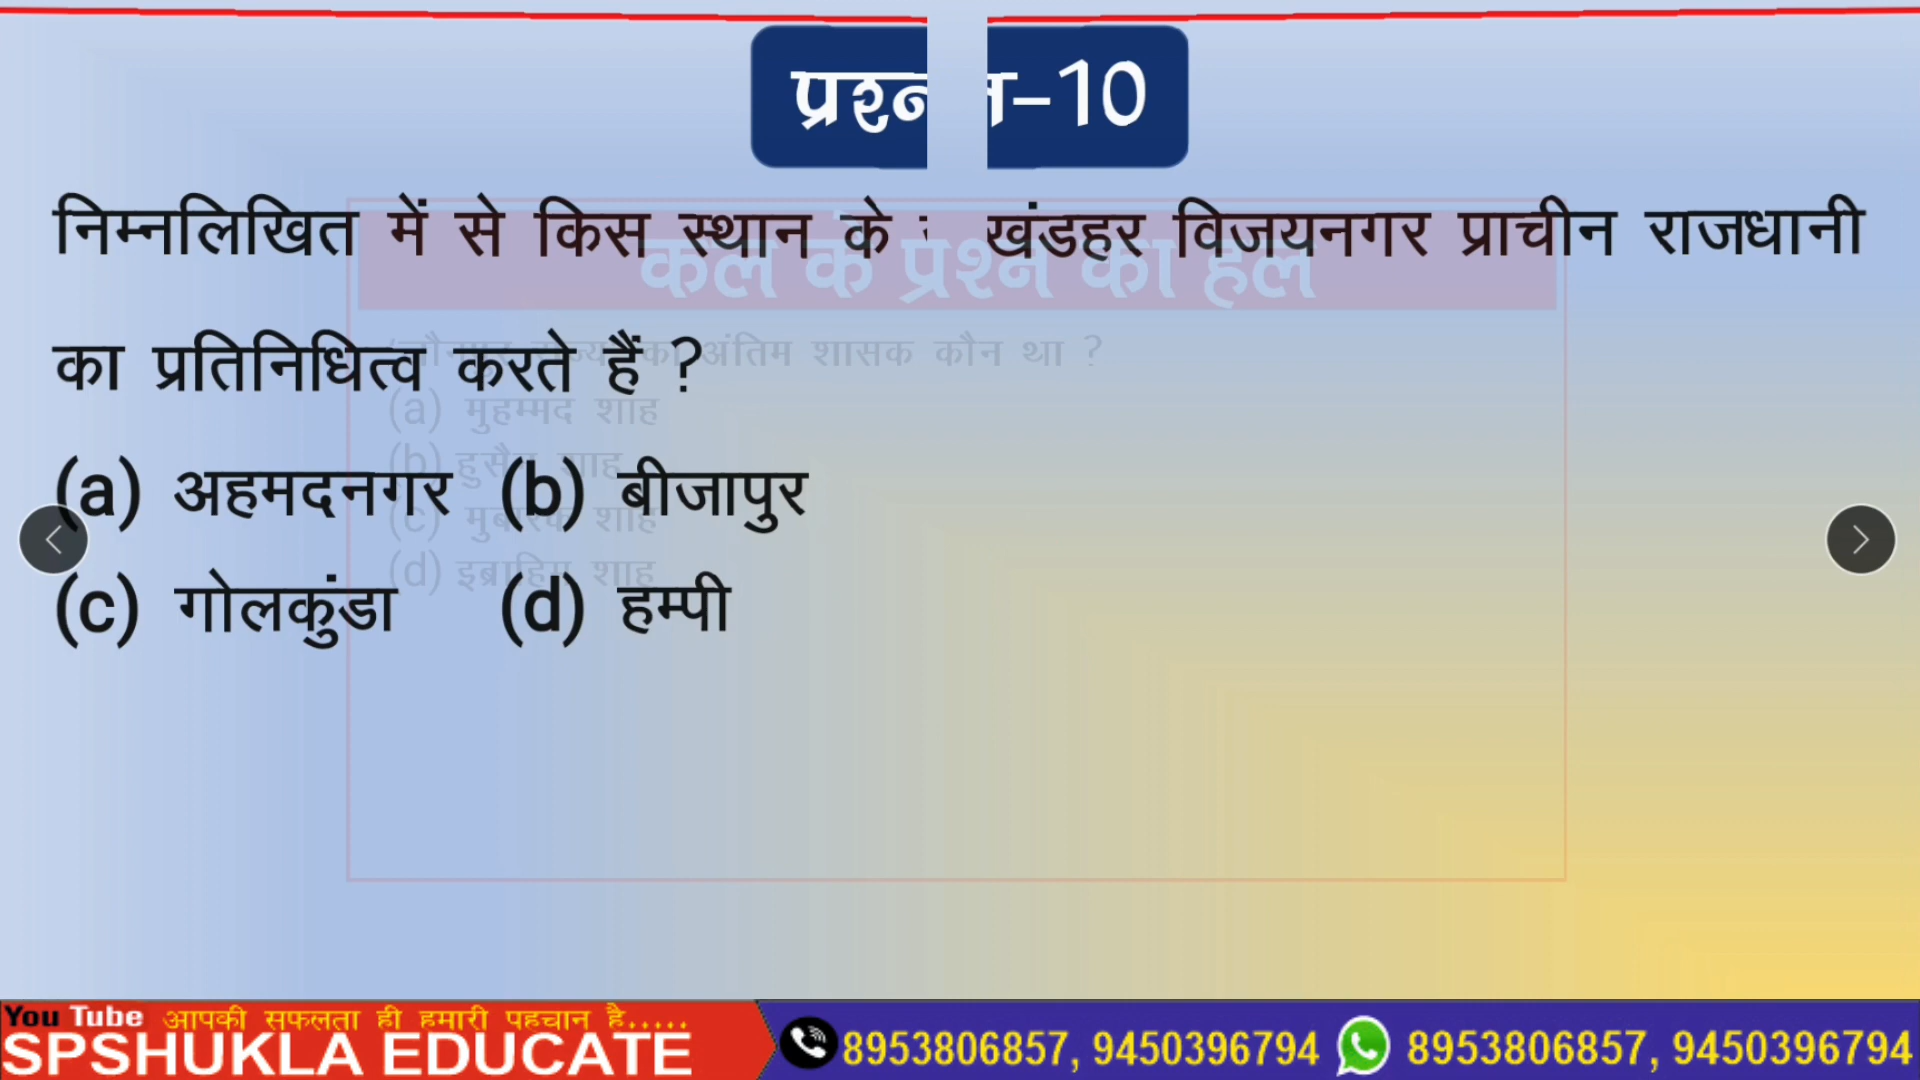 प्रश्न–10
निम्नलिखित में से किस स्थान के खंडहर विजयनगर प्राचीन राजधानी
का प्रतिनिधित्व करते हैं ?
(a) अहमदनगर (b) बीजापुर
(c) गोलकुंडा (d) हम्पी
कल के प्रश्न का हल
का अंतिम शासक कौन था ?
(a) मुहम्मद शाह
(b) हुसैन शाह
(c) मुबारक शाह
(d) इब्राहिम शाह
You Tube आपकी सफलता ही हमारी पहचान है.....
SPSHUKLA EDUCATE
8953806857, 9450396794 8953806857, 9450396794